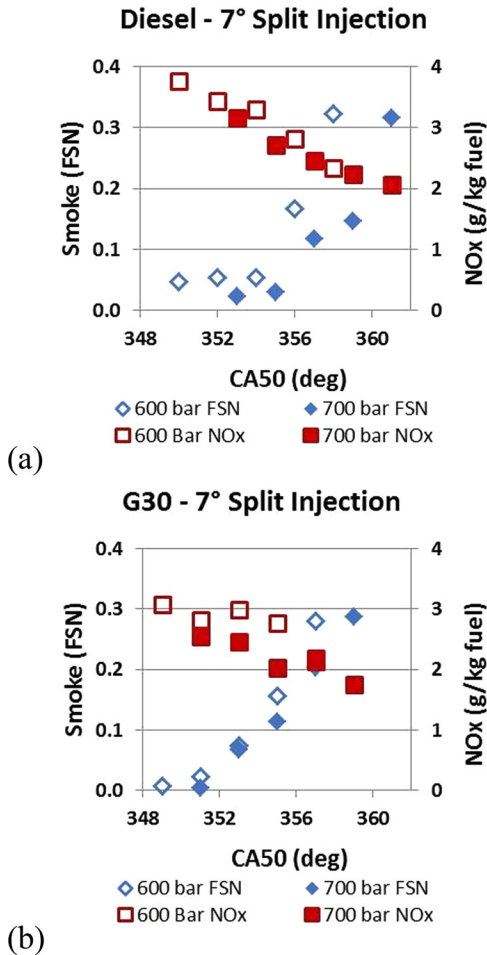 Diesel - 7° Split Injection
Smoke (FSN)
0.4
0.3
0.2
0.1
0.0
4
3
2
1
0
NOx (g/kg fuel)
348 352 356 360
CA50 (deg)
600 bar FSN 700 bar FSN
600 Bar NOx 700 bar NOx
(a)
G30 - 7° Split Injection
Smoke (FSN)
0.4
0.3
0.2
0.1
0.0
4
3
2
1
0
NOx (g/kg fuel)
348 352 356 360
CA50 (deg)
600 bar FSN 700 bar FSN
600 Bar NOx 700 bar NOx
(b)